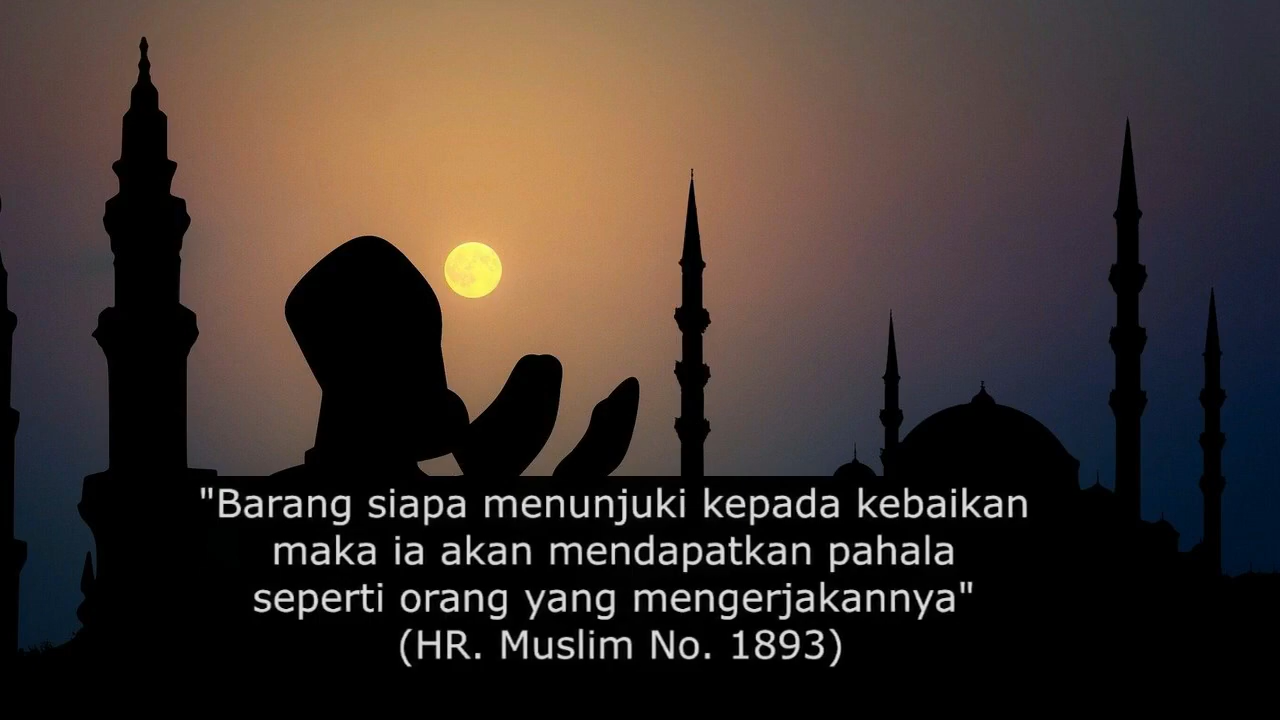 "Barang siapa menunjuki kepada kebaikan
maka ia akan mendapatkan pahala
seperti orang yang mengerjakannya"
(HR. Muslim No. 1893)